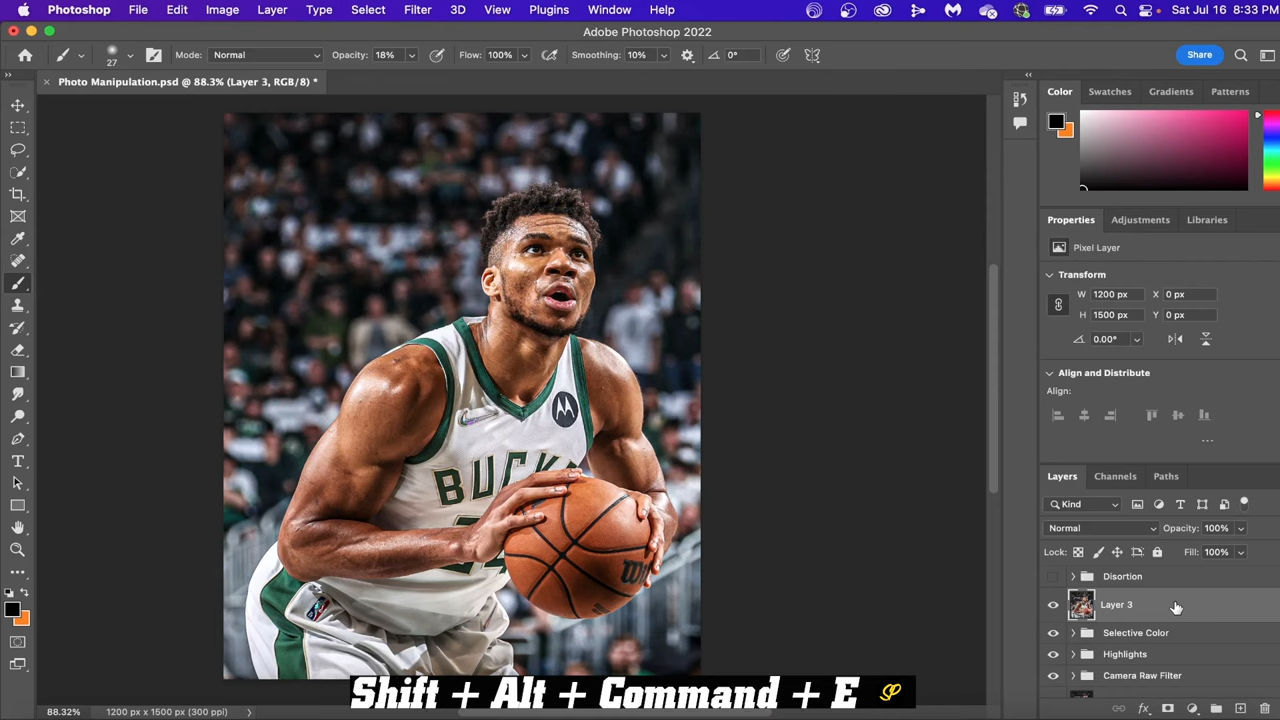 Photoshop File Edit Image Layer Type Select Filter 3D View Plugins Window Help Sat Jul 16 8:33 PM
Adobe Photoshop 2022
27 Mode: Normal Opacity: 18% Flow: 100% Smoothing: 10% 0° Share
Photo Manipulation.psd @ 88.3% (Layer 3, RGB/8) *
Color Swatches Gradients Patterns
Properties Adjustments Libraries
Pixel Layer
Transform
W 1200 px X 0 px
H 1500 px Y 0 px
0.00°
Align and Distribute
Align:
BUCK
Layers Channels Paths
Kind
Normal Opacity: 100%
Lock: Fill: 100%
Disortion
Layer 3
Selective Color
Highlights
Camera Raw Filter
Shift + Alt + Command + E
88.32% 1200 px x 1500 px (300 ppi)